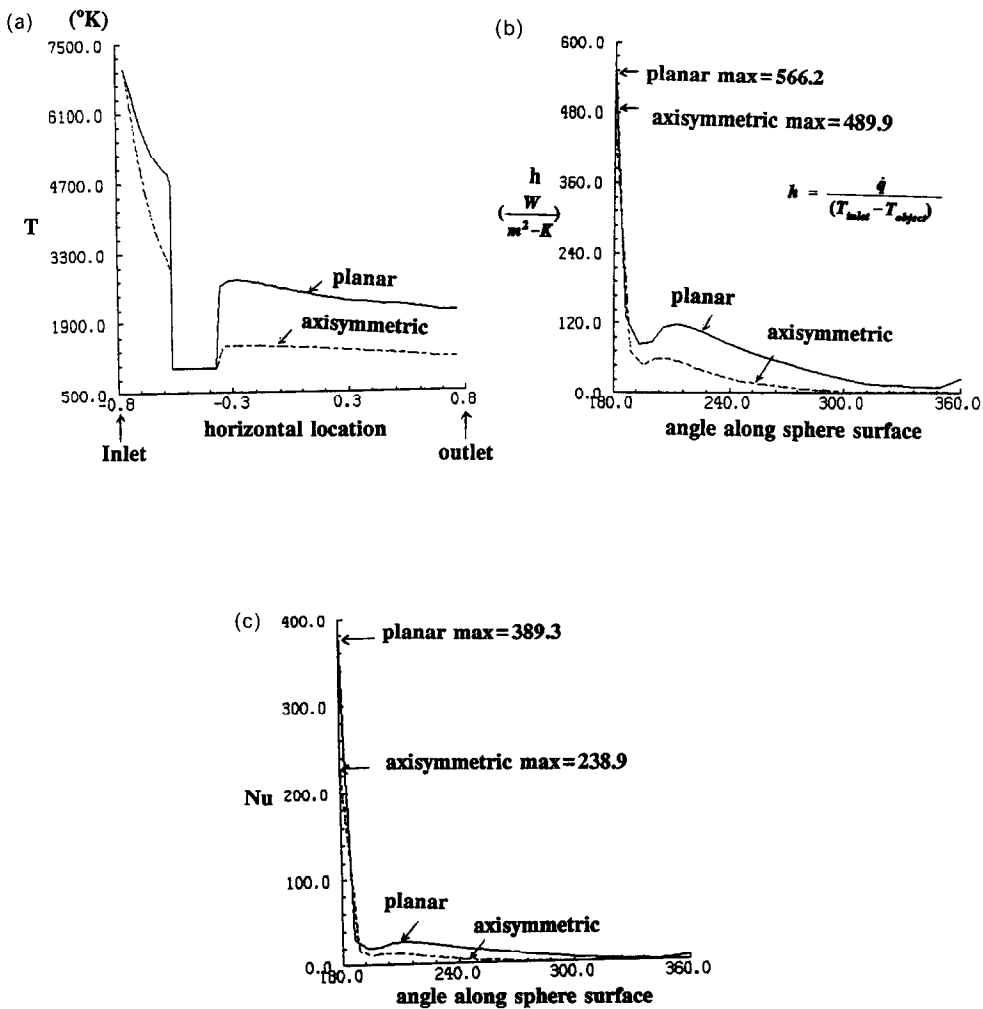 (a) (°K)
7500.0
6100.0
4700.0
T
3300.0
planar
1900.0
axisymmetric
500.0
-0.8 -0.3 0.3 0.8
horizontal location
Inlet outlet
(b)
600.0
planar max=566.2
480.0
axisymmetric max=489.9
360.0
h
(W/m²-K)
h = q̇/(T_inlet - T_object)
240.0
planar
120.0
axisymmetric
0.0
180.0 240.0 300.0 360.0
angle along sphere surface
(c)
400.0
planar max=389.3
300.0
axisymmetric max=238.9
Nu
200.0
100.0
planar
axisymmetric
0.0
180.0 240.0 300.0 360.0
angle along sphere surface